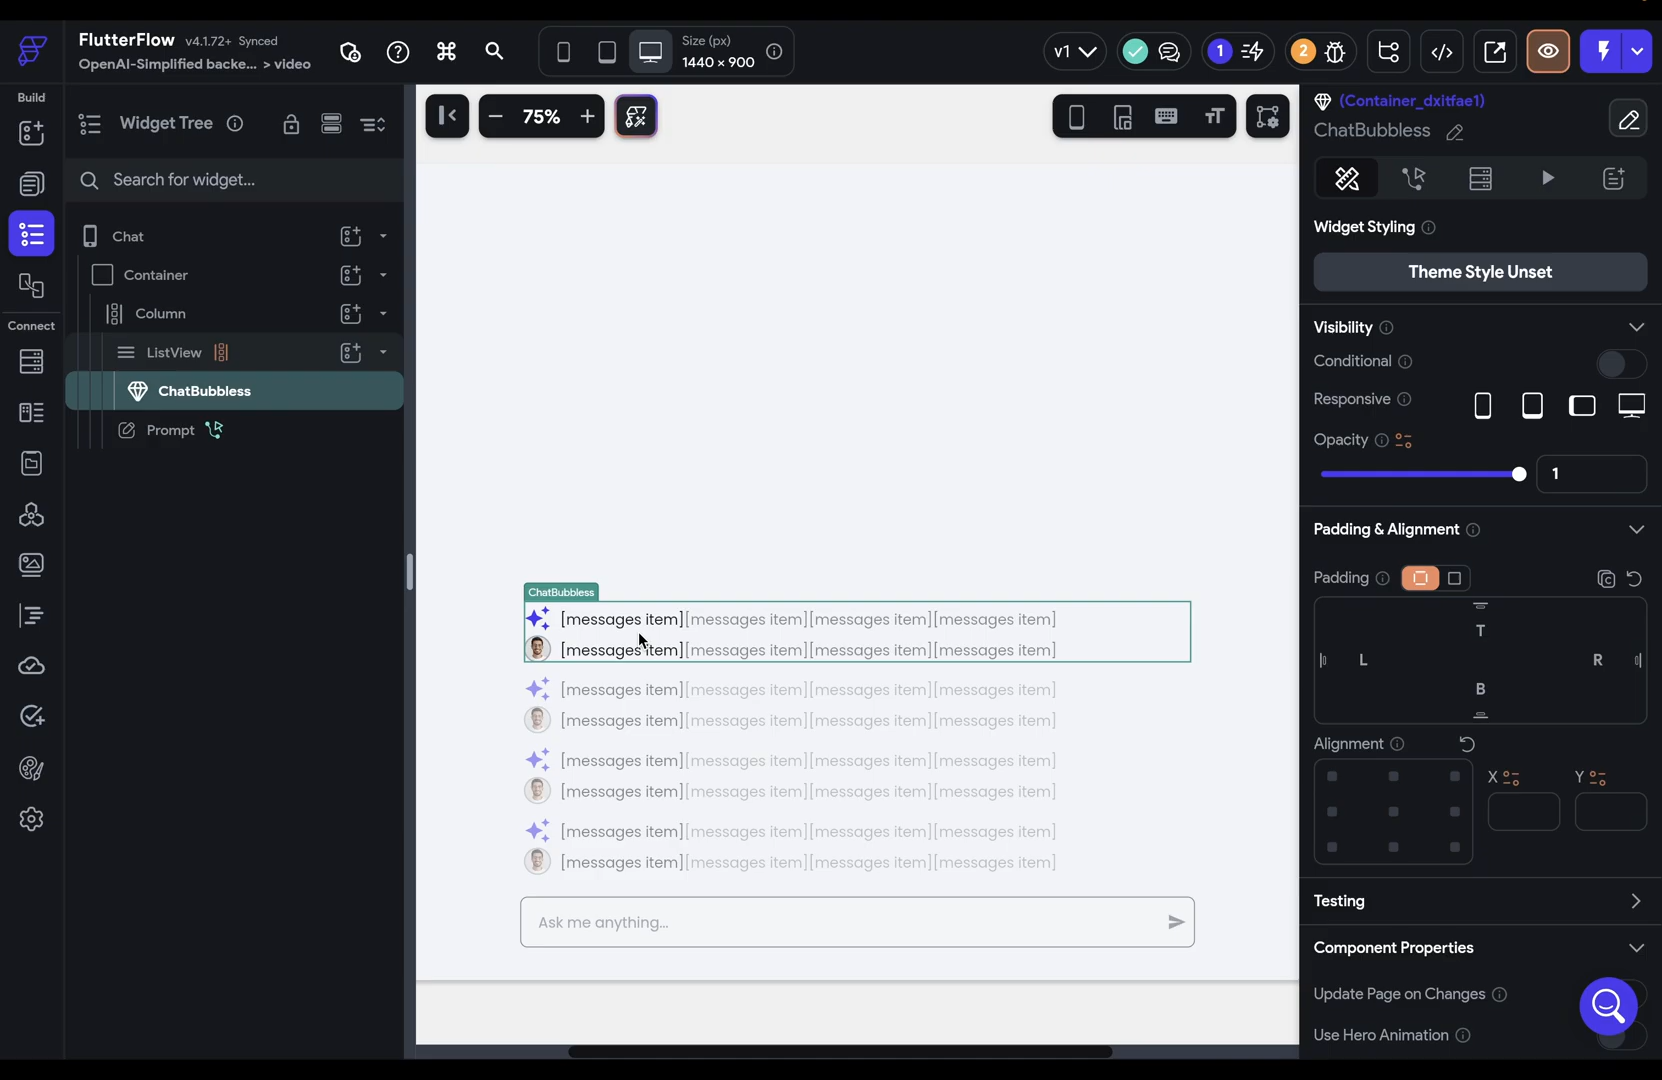 FlutterFlow v4.1.72+ Synced
OpenAI-Simplified backe... > video
Size (px)
1440 × 900
v1
1
2
Build
Connect
Widget Tree
Search for widget...
Chat
Container
Column
ListView
ChatBubbless
Prompt
75%
ChatBubbless
[messages item][messages item][messages item][messages item]
[messages item][messages item][messages item][messages item]
[messages item][messages item][messages item][messages item]
[messages item][messages item][messages item][messages item]
[messages item][messages item][messages item][messages item]
[messages item][messages item][messages item][messages item]
[messages item][messages item][messages item][messages item]
[messages item][messages item][messages item][messages item]
Ask me anything...
(Container_dxitfae1)
ChatBubbless
Widget Styling
Theme Style Unset
Visibility
Conditional
Responsive
Opacity
1
Padding & Alignment
Padding
T
L R
B
Alignment
X Y
Testing
Component Properties
Update Page on Changes
Use Hero Animation